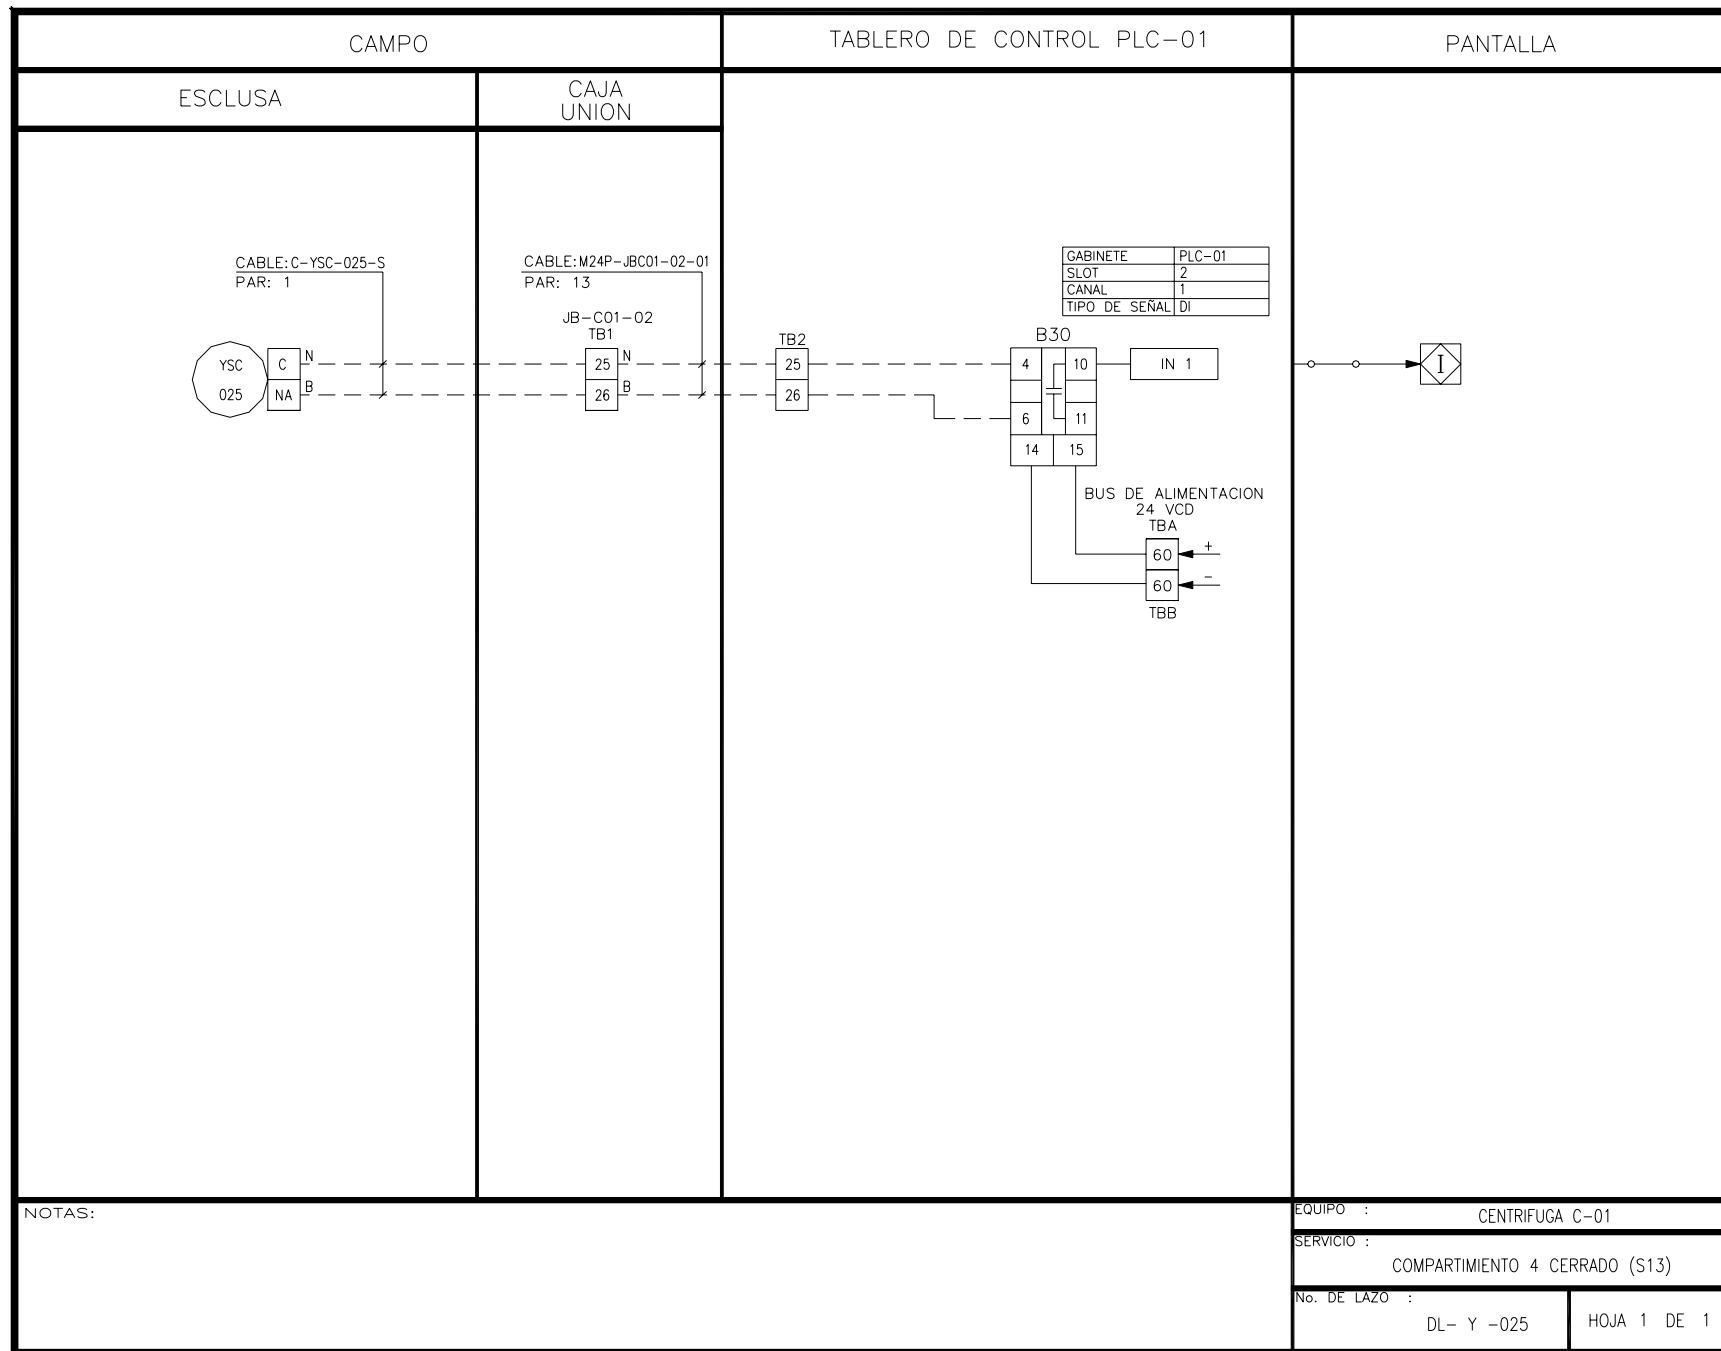 CAMPO
TABLERO DE CONTROL PLC-01
PANTALLA
ESCLUSA
CAJA
UNION
CABLE: C-YSC-025-S
PAR: 1
CABLE: M24P-JBC01-02-01
PAR: 13
GABINETE PLC-01
SLOT 2
CANAL 1
TIPO DE SEÑAL DI
JB-C01-02
TB1
TB2
B30
YSC
025
C N
NA B
25 N
26 B
25
26
4 10
6 11
14 15
IN 1
I
BUS DE ALIMENTACION
24 VCD
TBA
60 +
60 -
TBB
NOTAS:
EQUIPO : CENTRIFUGA C-01
SERVICIO :
COMPARTIMIENTO 4 CERRADO (S13)
No. DE LAZO :
DL- Y -025
HOJA 1 DE 1